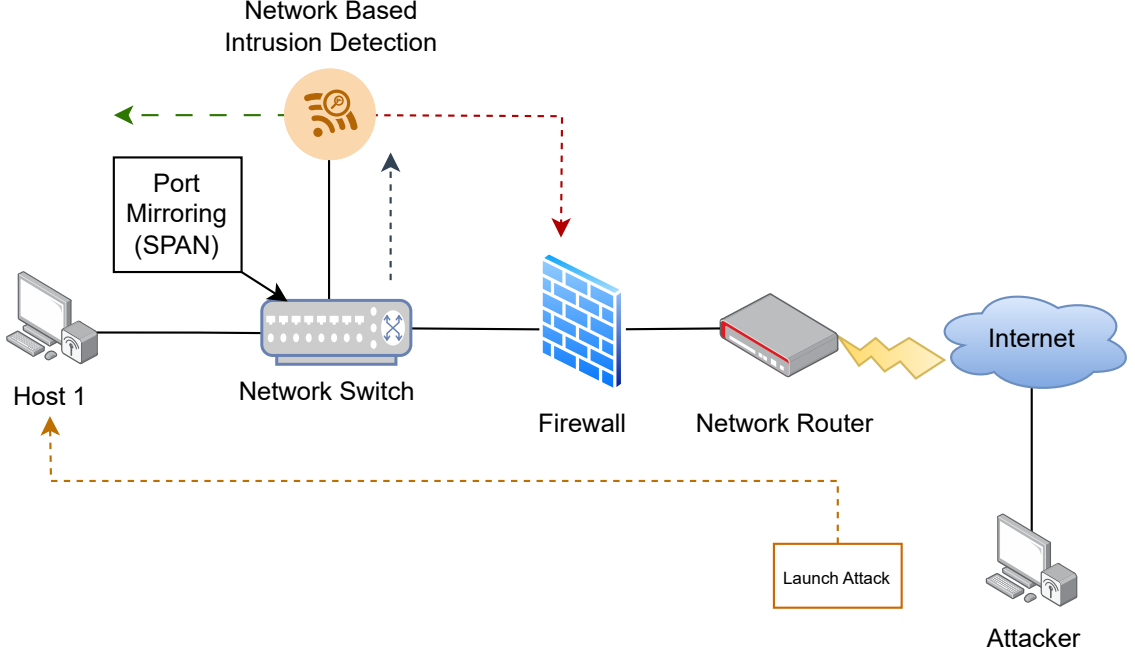 Network Based
Intrusion Detection
Port
Mirroring
(SPAN)
Host 1
Network Switch
Firewall
Network Router
Internet
Launch Attack
Attacker